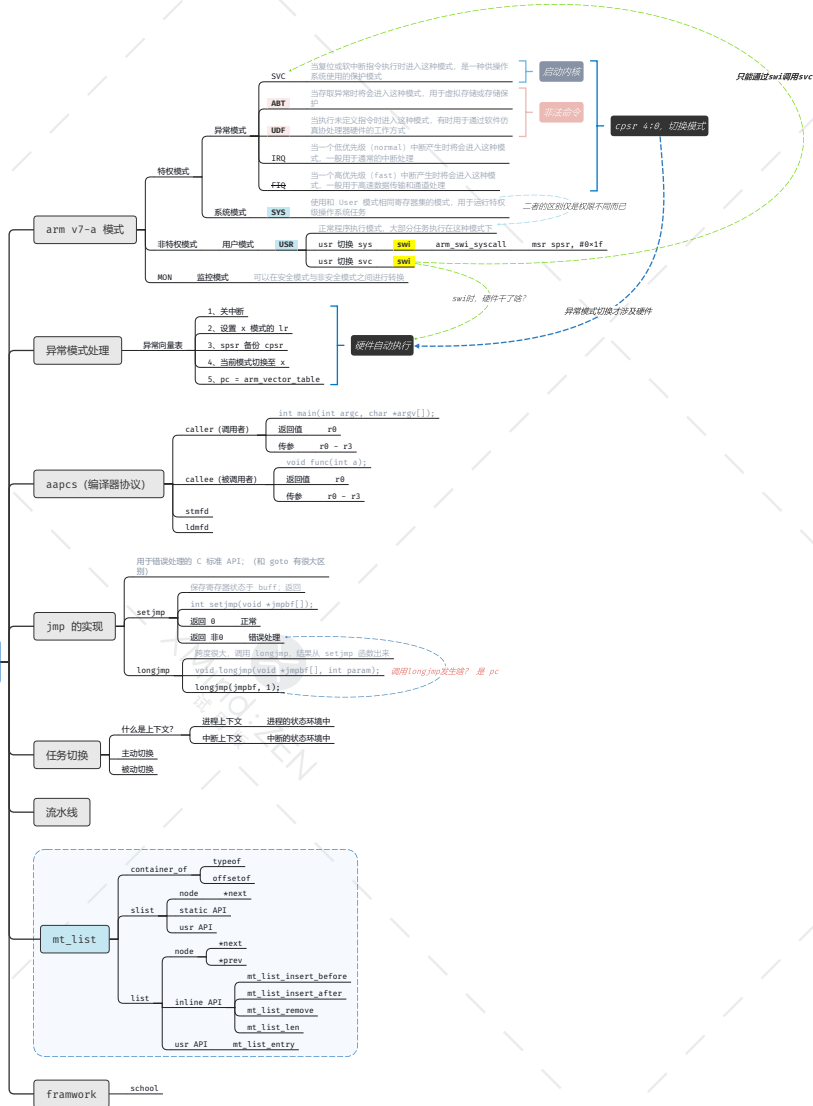 arm v7-a 模式
特权模式
异常模式
SVC
当复位或软中断指令执行时进入这种模式, 是一种供操作
系统使用的保护模式
ABT
当存取异常时将会进入这种模式, 用于虚拟存储或存储保
护
UDF
当执行未定义指令时进入这种模式, 有时用于通过软件仿
真协处理器硬件的工作方式
IRQ
当一个低优先级 (normal) 中断产生时将会进入这种模
式, 一般用于通常的中断处理
FIQ
当一个高优先级 (fast) 中断产生时将会进入这种模
式, 一般用于高速数据传输和通道处理
启动内核
非法命令
cpsr 4:0, 切换模式
只能通过swi调用svc
系统模式
SYS
使用和 User 模式相同寄存器集的模式, 用于运行特权
级操作系统任务
二者的区别仅是权限不同而已
非特权模式
用户模式
USR
正常程序执行模式, 大部分任务执行在这种模式下
usr 切换 sys
swi
arm_swi_syscall
msr spsr, #0×1f
usr 切换 svc
swi
MON
监控模式
可以在安全模式与非安全模式之间进行转换
swi时, 硬件干了啥?
异常模式切换才涉及硬件
异常模式处理
异常向量表
1、关中断
2、设置 x 模式的 lr
3、spsr 备份 cpsr
4、当前模式切换至 x
5、pc = arm_vector_table
硬件自动执行
aapcs (编译器协议)
caller (调用者)
int main(int argc, char *argv[]);
返回值
r0
传参
r0 - r3
callee (被调用者)
void func(int a);
返回值
r0
传参
r0 - r3
stmfd
ldmfd
jmp 的实现
用于错误处理的 C 标准 API; (和 goto 有很大区
别)
setjmp
保存寄存器状态于 buff, 返回
int setjmp(void *jmpbf[]);
返回 0
正常
返回 非0
错误处理
longjmp
跨度很大, 调用 longjmp, 结果从 setjmp 函数出来
void longjmp(void *jmpbf[], int param);
longjmp(jmpbf, 1);
调用longjmp发生啥? 是 pc
XMind:ZEN
试
任务切换
什么是上下文?
进程上下文
进程的状态环境中
中断上下文
中断的状态环境中
主动切换
被动切换
流水线
mt_list
container_of
typeof
offsetof
slist
node
*next
static API
usr API
list
node
*next
*prev
inline API
mt_list_insert_before
mt_list_insert_after
mt_list_remove
mt_list_len
usr API
mt_list_entry
framwork
school